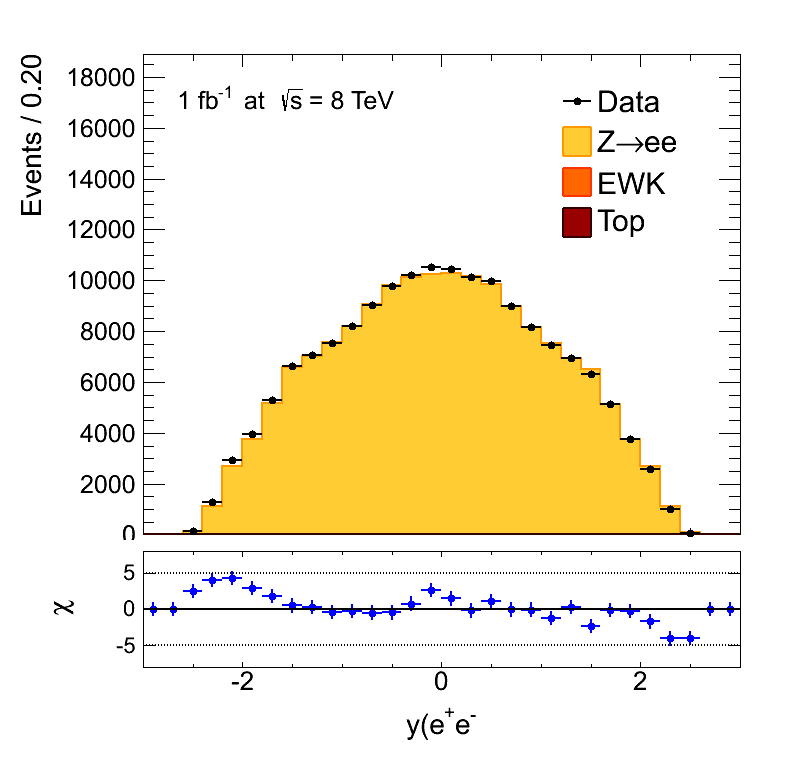 Events / 0.20
18000
16000
14000
12000
10000
8000
6000
4000
2000
0
1 fb-1 at √s = 8 TeV
Data
Z→ee
EWK
Top
χ
5
0
-5
-2
0
2
y(e+e-